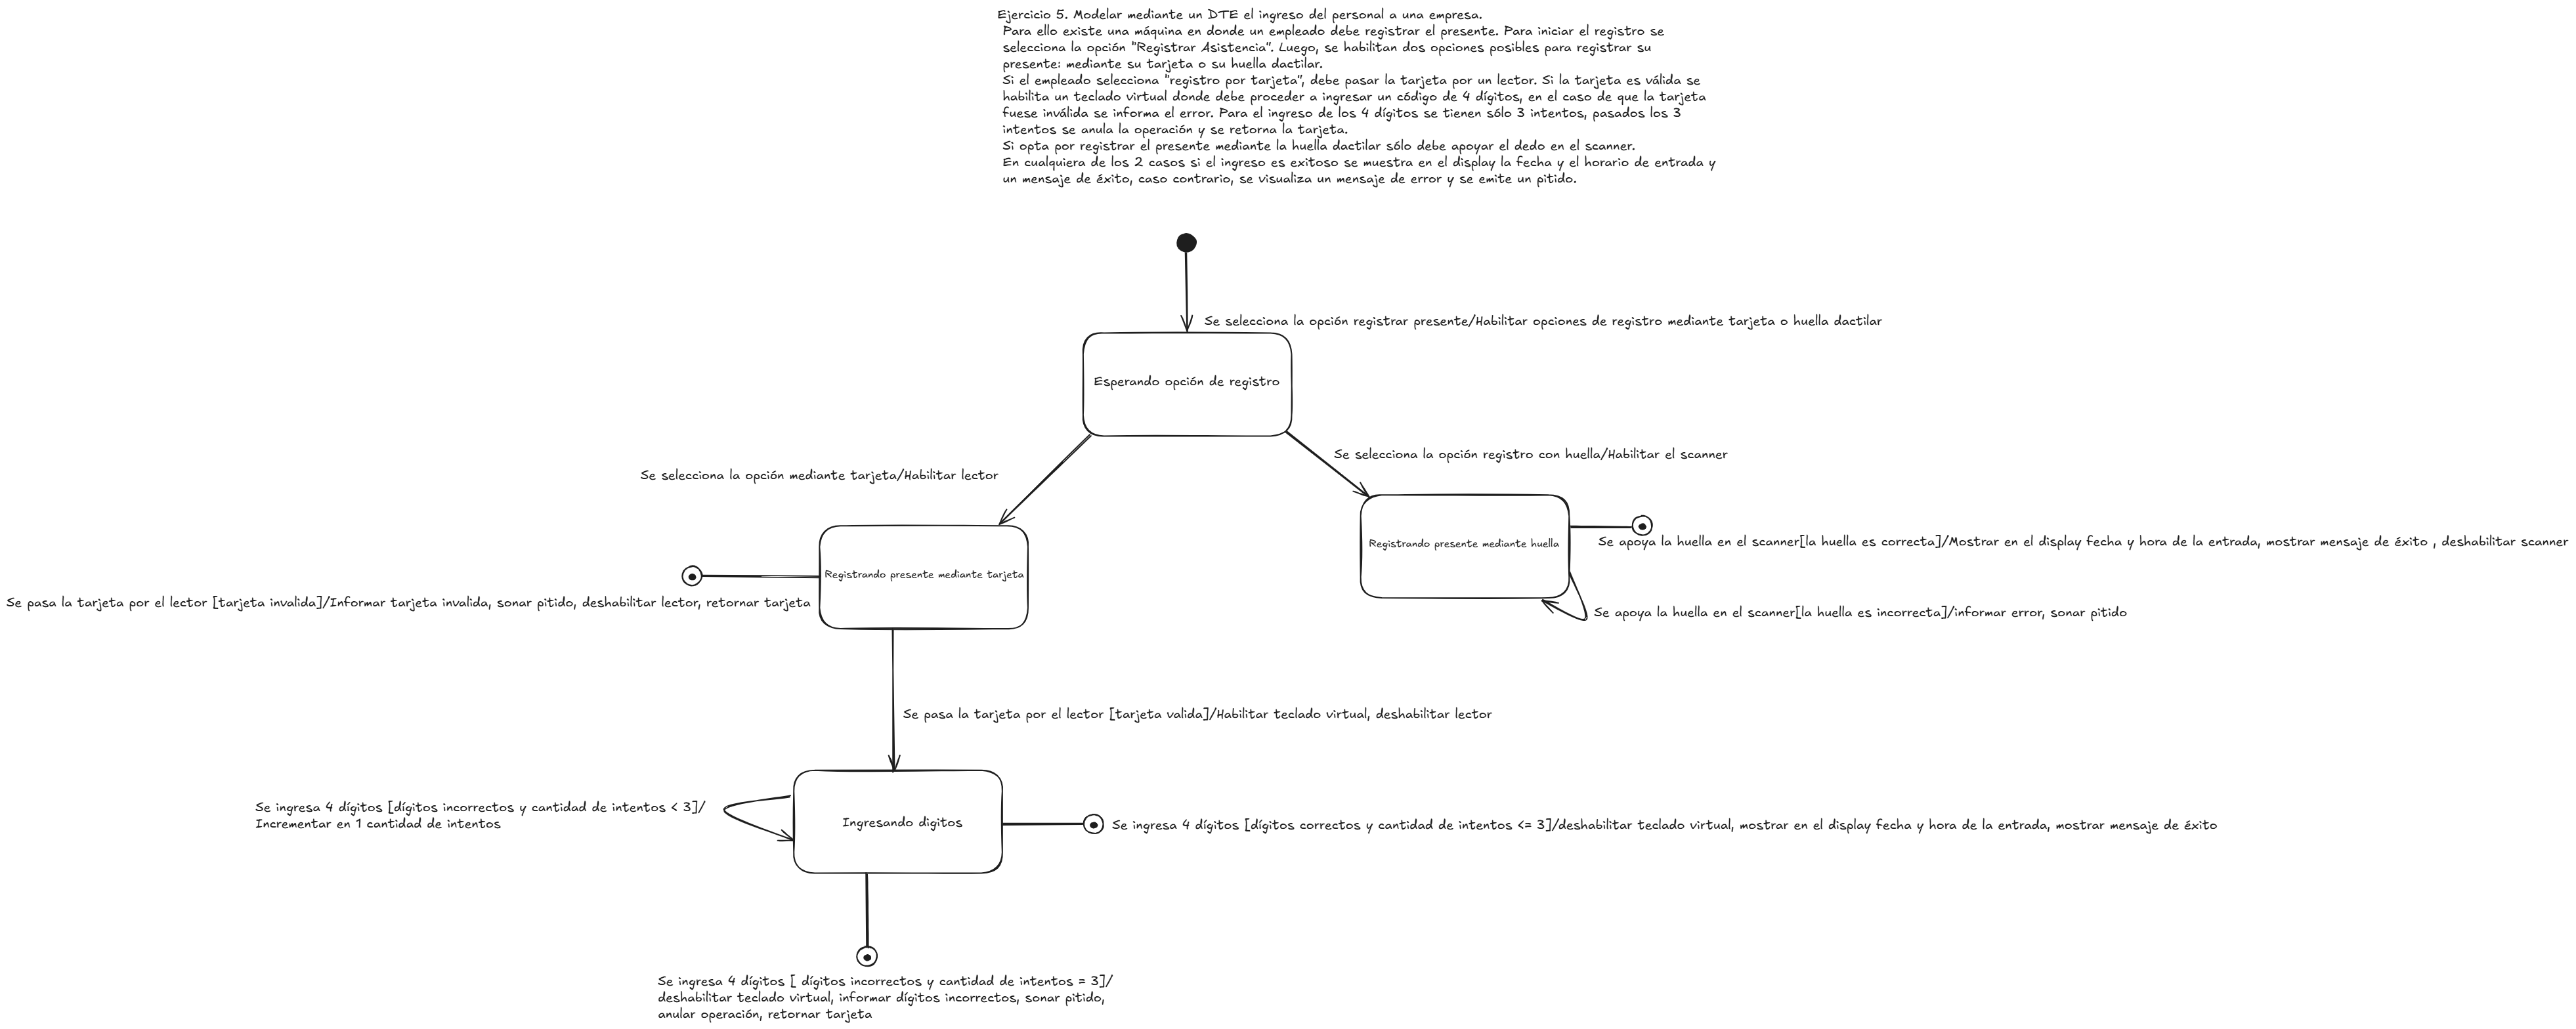 Ejercicio 5. Modelar mediante un DTE el ingreso del personal a una empresa.
Para ello existe una máquina en donde un empleado debe registrar el presente. Para iniciar el registro se
selecciona la opción "Registrar Asistencia". Luego, se habilitan dos opciones posibles para registrar su
presente: mediante su tarjeta o su huella dactilar.
Si el empleado selecciona "registro por tarjeta", debe pasar la tarjeta por un lector. Si la tarjeta es válida se
habilita un teclado virtual donde debe proceder a ingresar un código de 4 dígitos, en el caso de que la tarjeta
fuese inválida se informa el error. Para el ingreso de los 4 dígitos se tienen sólo 3 intentos, pasados los 3
intentos se anula la operación y se retorna la tarjeta.
Si opta por registrar el presente mediante la huella dactilar sólo debe apoyar el dedo en el scanner.
En cualquiera de los 2 casos si el ingreso es exitoso se muestra en el display la fecha y el horario de entrada y
un mensaje de éxito, caso contrario, se visualiza un mensaje de error y se emite un pitido.
Se selecciona la opción registrar presente/Habilitar opciones de registro mediante tarjeta o huella dactilar
Esperando opción de registro
Se selecciona la opción registro con huella/Habilitar el scanner
Se selecciona la opción mediante tarjeta/Habilitar lector
Registrando presente mediante huella
Se apoya la huella en el scanner[la huella es correcta]/Mostrar en el display fecha y hora de la entrada, mostrar mensaje de éxito , deshabilitar scanner
Registrando presente mediante tarjeta
Se pasa la tarjeta por el lector [tarjeta invalida]/Informar tarjeta invalida, sonar pitido, deshabilitar lector, retornar tarjeta
Se apoya la huella en el scanner[la huella es incorrecta]/informar error, sonar pitido
Se pasa la tarjeta por el lector [tarjeta valida]/Habilitar teclado virtual, deshabilitar lector
Se ingresa 4 dígitos [dígitos incorrectos y cantidad de intentos < 3]/
Incrementar en 1 cantidad de intentos
Ingresando digitos
Se ingresa 4 dígitos [dígitos correctos y cantidad de intentos <= 3]/deshabilitar teclado virtual, mostrar en el display fecha y hora de la entrada, mostrar mensaje de éxito
Se ingresa 4 dígitos [ dígitos incorrectos y cantidad de intentos = 3]/
deshabilitar teclado virtual, informar dígitos incorrectos, sonar pitido,
anular operación, retornar tarjeta